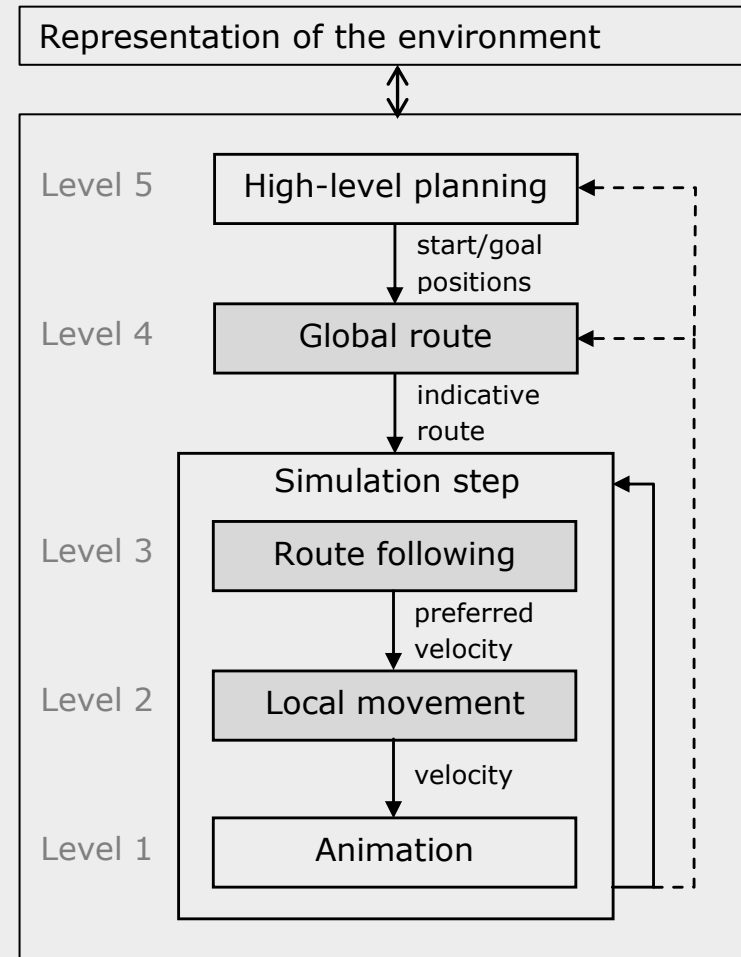 Representation of the environment
Level 5
High-level planning
start/goal
positions
Level 4
Global route
indicative
route
Simulation step
Level 3
Route following
preferred
velocity
Level 2
Local movement
velocity
Level 1
Animation